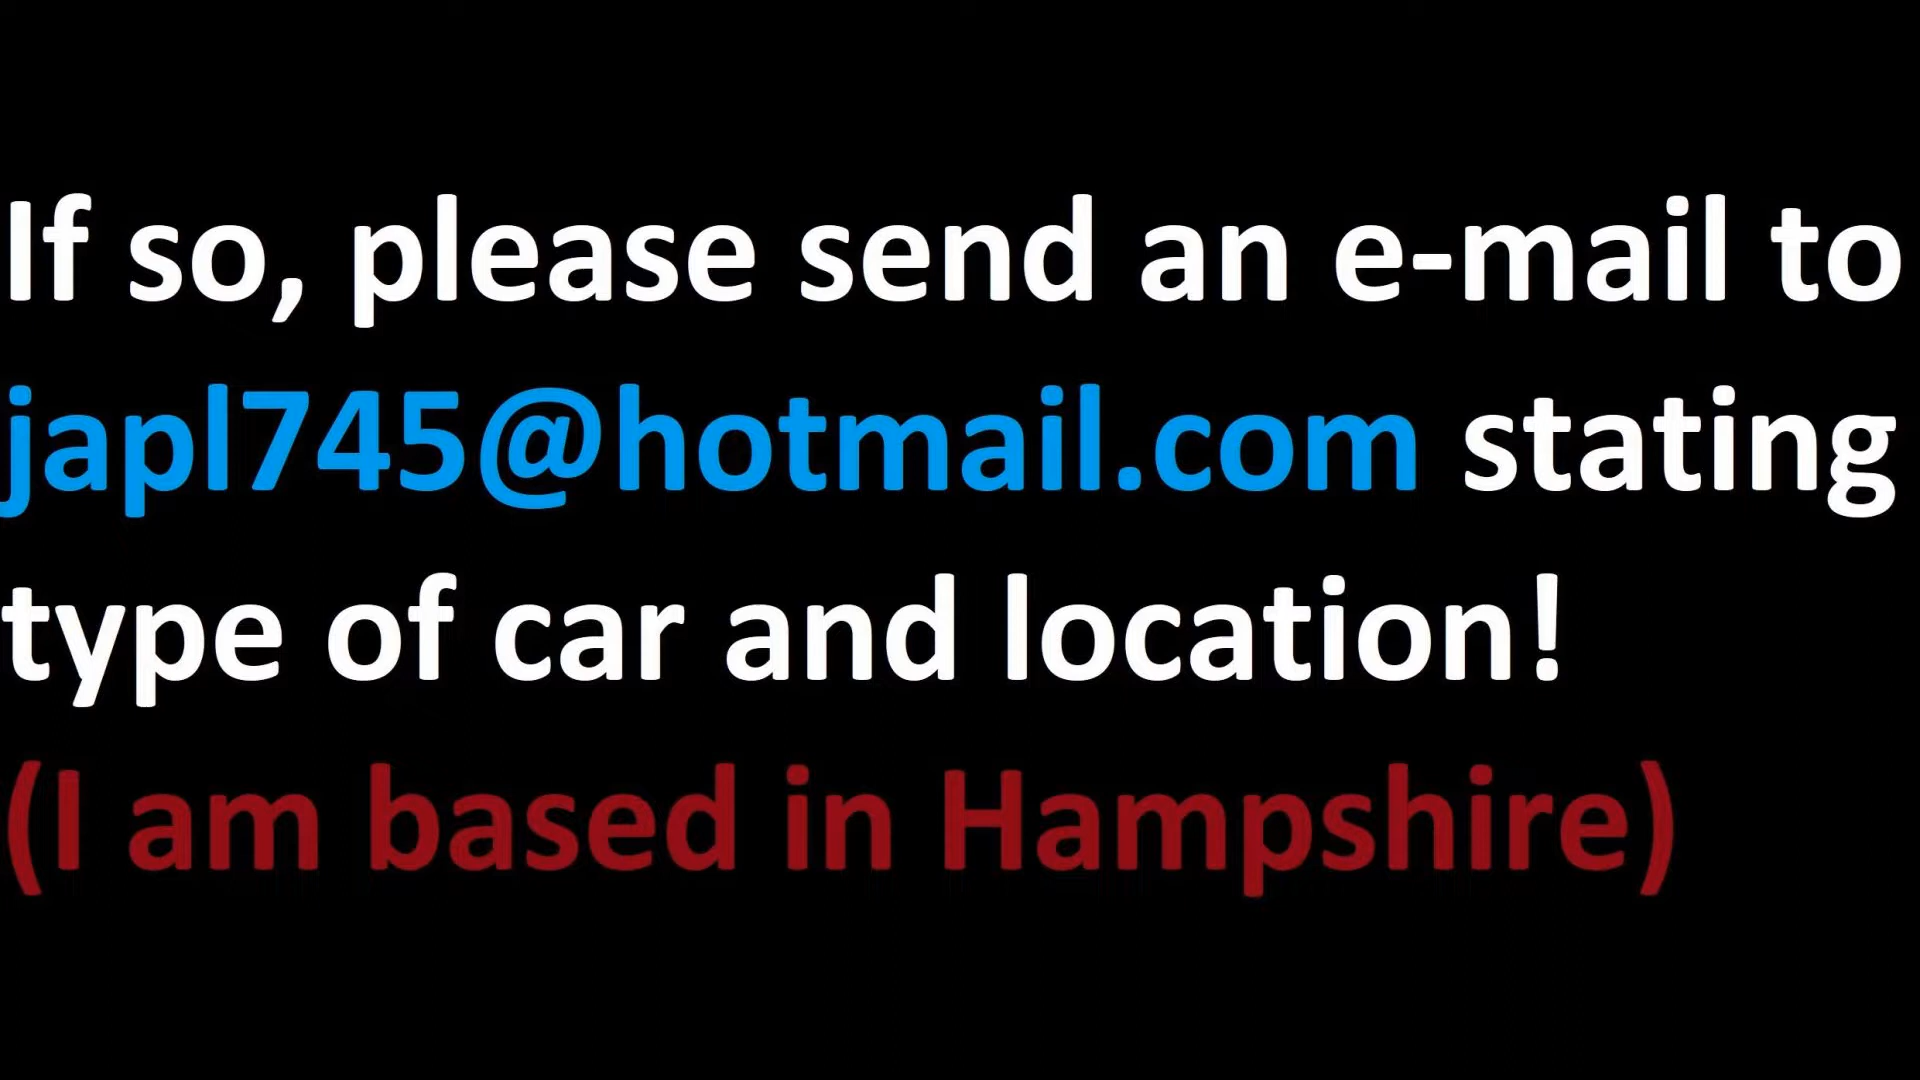 If so, please send an e-mail to
japl745@hotmail.com stating
type of car and location!
(I am based in Hampshire)